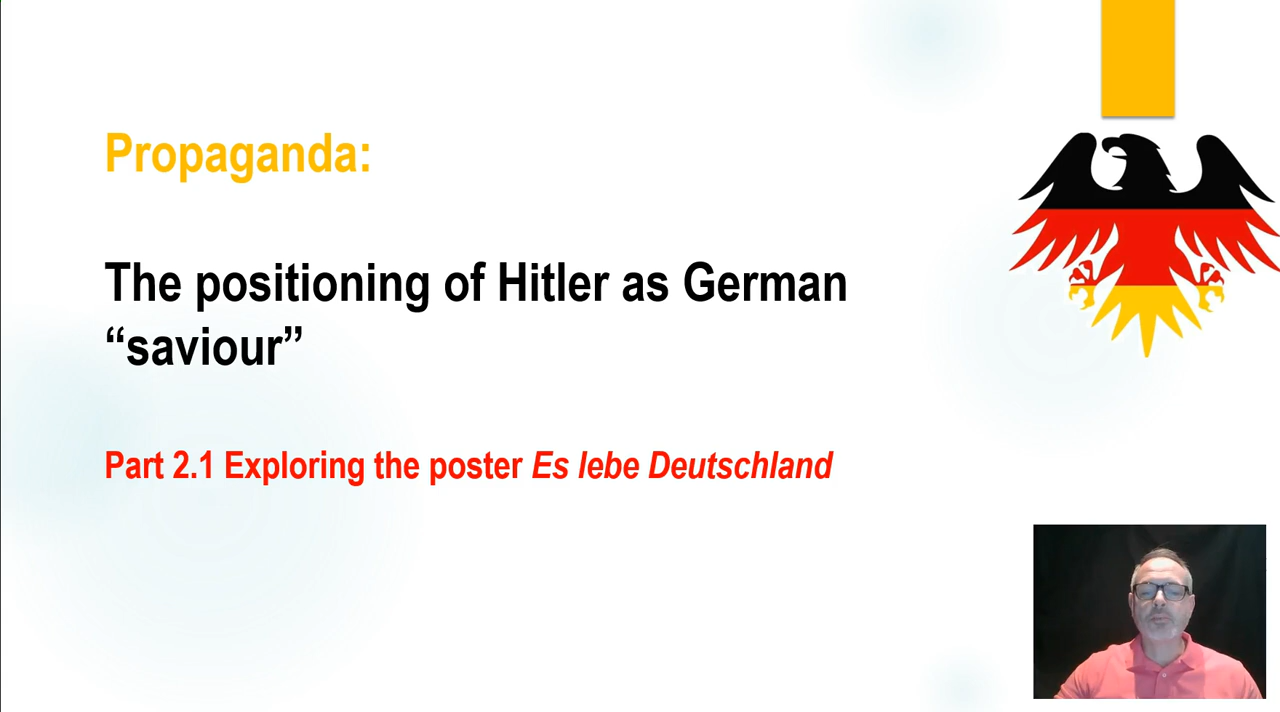 Propaganda:
The positioning of Hitler as German
“saviour”
Part 2.1 Exploring the poster Es lebe Deutschland